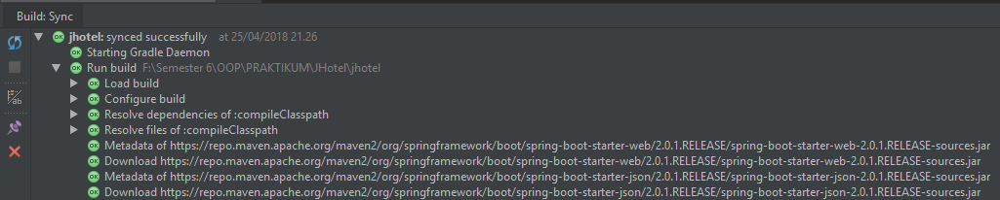 Build: Sync
jhotel: synced successfully at 25/04/2018 21.26
Starting Gradle Daemon
Run build F:\Semester 6\OOP\PRAKTIKUM\JHotel\jhotel
Load build
Configure build
Resolve dependencies of :compileClasspath
Resolve files of :compileClasspath
Metadata of https://repo.maven.apache.org/maven2/org/springframework/boot/spring-boot-starter-web/2.0.1.RELEASE/spring-boot-starter-web-2.0.1.RELEASE-sources.jar
Download https://repo.maven.apache.org/maven2/org/springframework/boot/spring-boot-starter-web/2.0.1.RELEASE/spring-boot-starter-web-2.0.1.RELEASE-sources.jar
Metadata of https://repo.maven.apache.org/maven2/org/springframework/boot/spring-boot-starter-json/2.0.1.RELEASE/spring-boot-starter-json-2.0.1.RELEASE-sources.jar
Download https://repo.maven.apache.org/maven2/org/springframework/boot/spring-boot-starter-json/2.0.1.RELEASE/spring-boot-starter-json-2.0.1.RELEASE-sources.jar